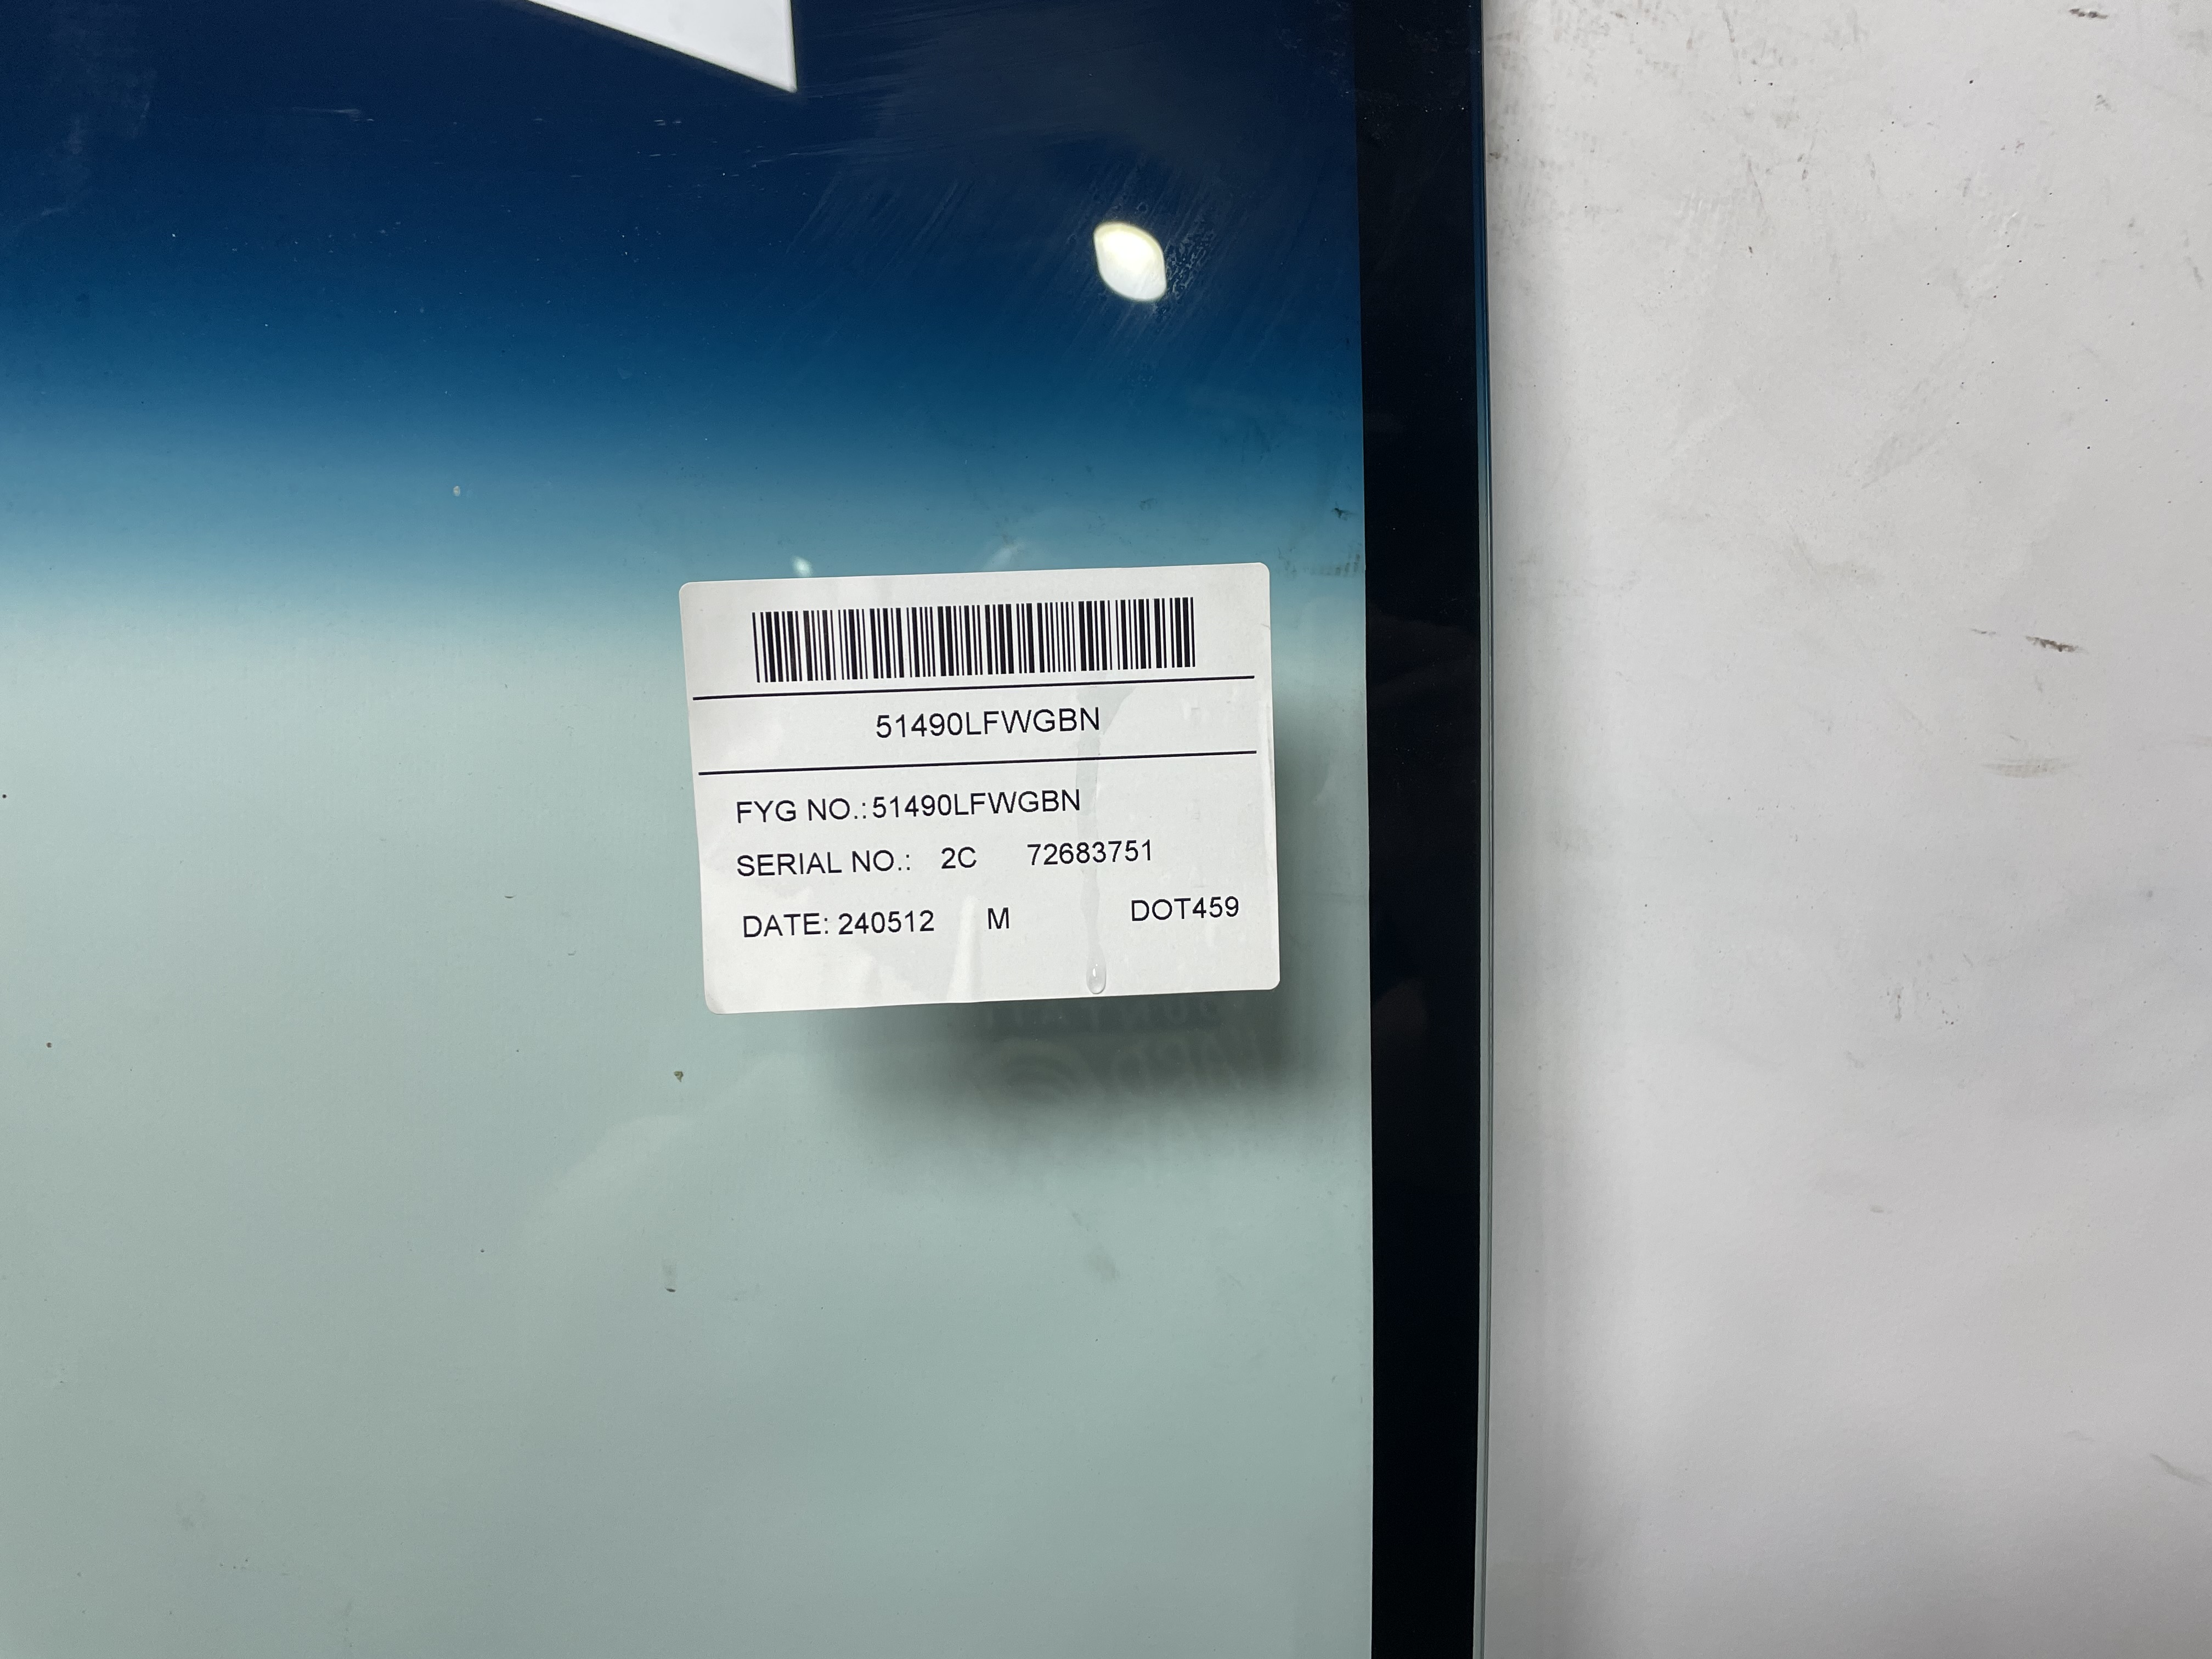 51490LFWGBN
FYG NO.:51490LFWGBN
SERIAL NO.: 2C 72683751
DATE: 240512 M DOT459